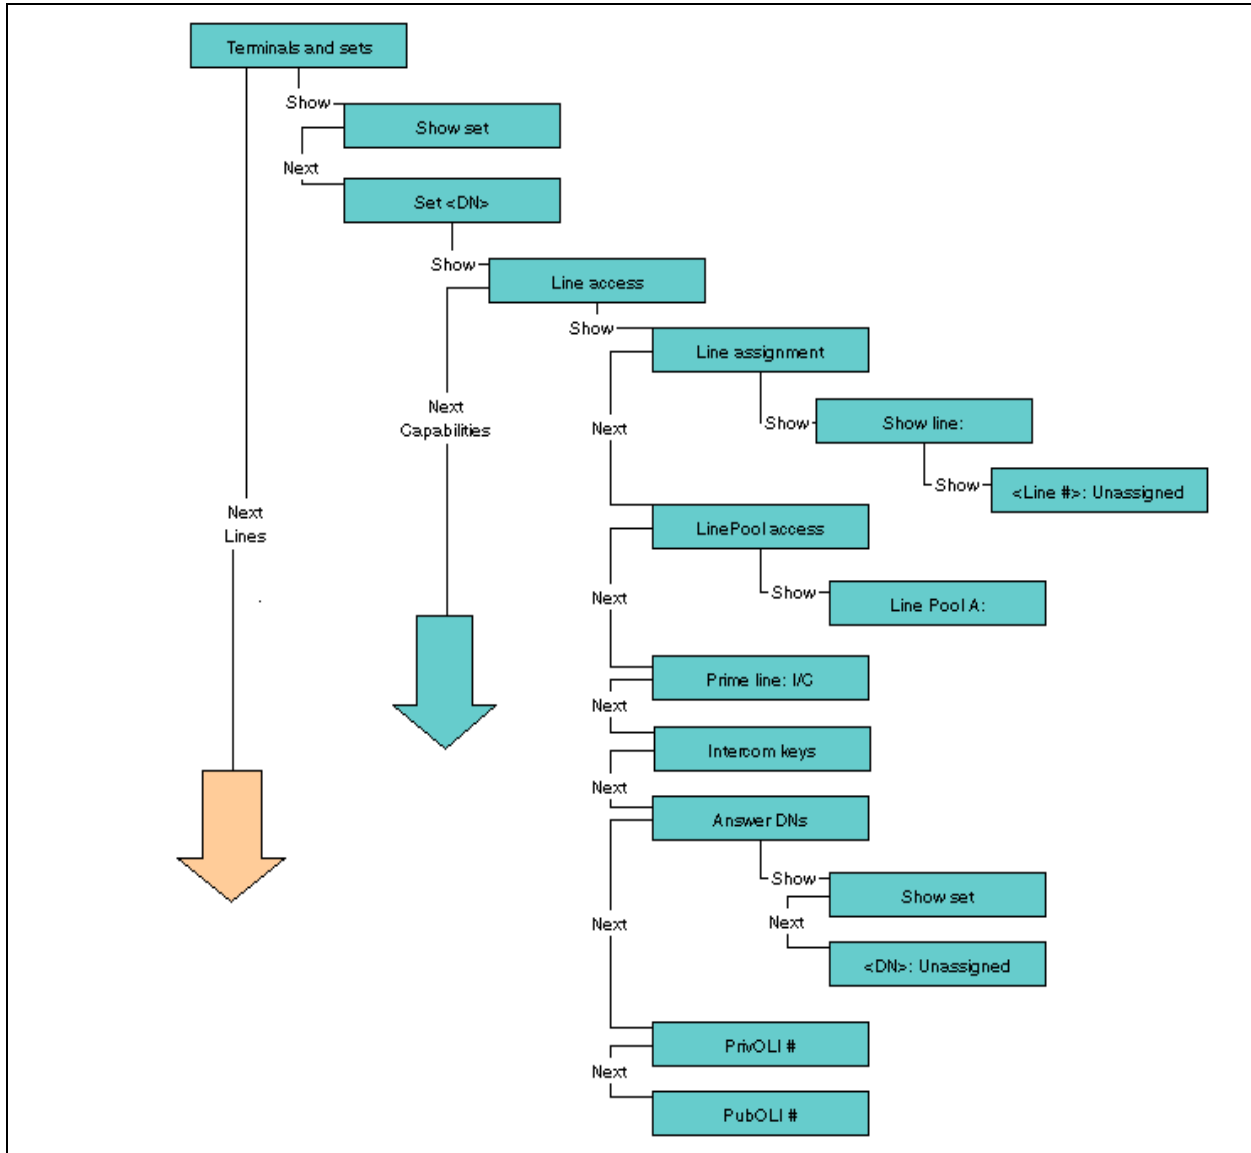 Terminals and sets
Show
Show set
Next
Set <DN>
Show
Line access
Show
Line assignment
Next
Capabilities
Next
Show
Show line:
Show
<Line #>: Unassigned
Next
Lines
LinePool access
Next
Show
Line Pool A:
Prime line: I/C
Next
Intercom keys
Next
Answer DNs
Show
Show set
Next
Next
<DN>: Unassigned
PrivOLI #
Next
PubOLI #